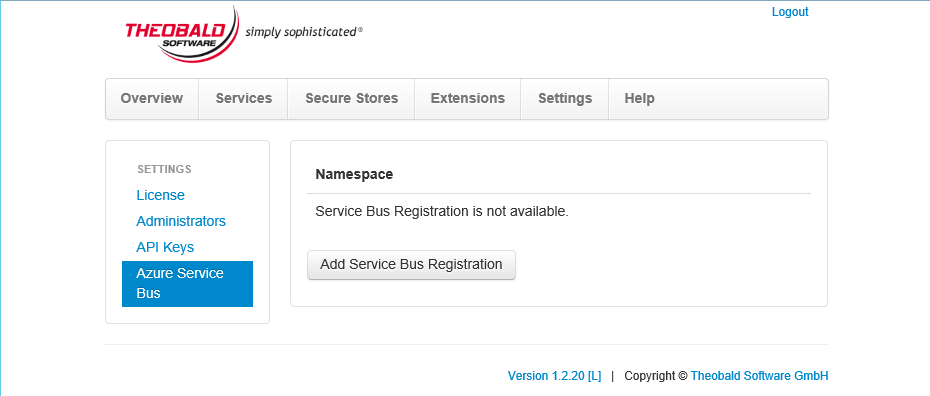 Logout
THEOBALD
SOFTWARE
simply sophisticated®
Overview Services Secure Stores Extensions Settings Help
SETTINGS
License
Administrators
API Keys
Azure Service
Bus
Namespace
Service Bus Registration is not available.
Add Service Bus Registration
Version 1.2.20 [L] | Copyright © Theobald Software GmbH